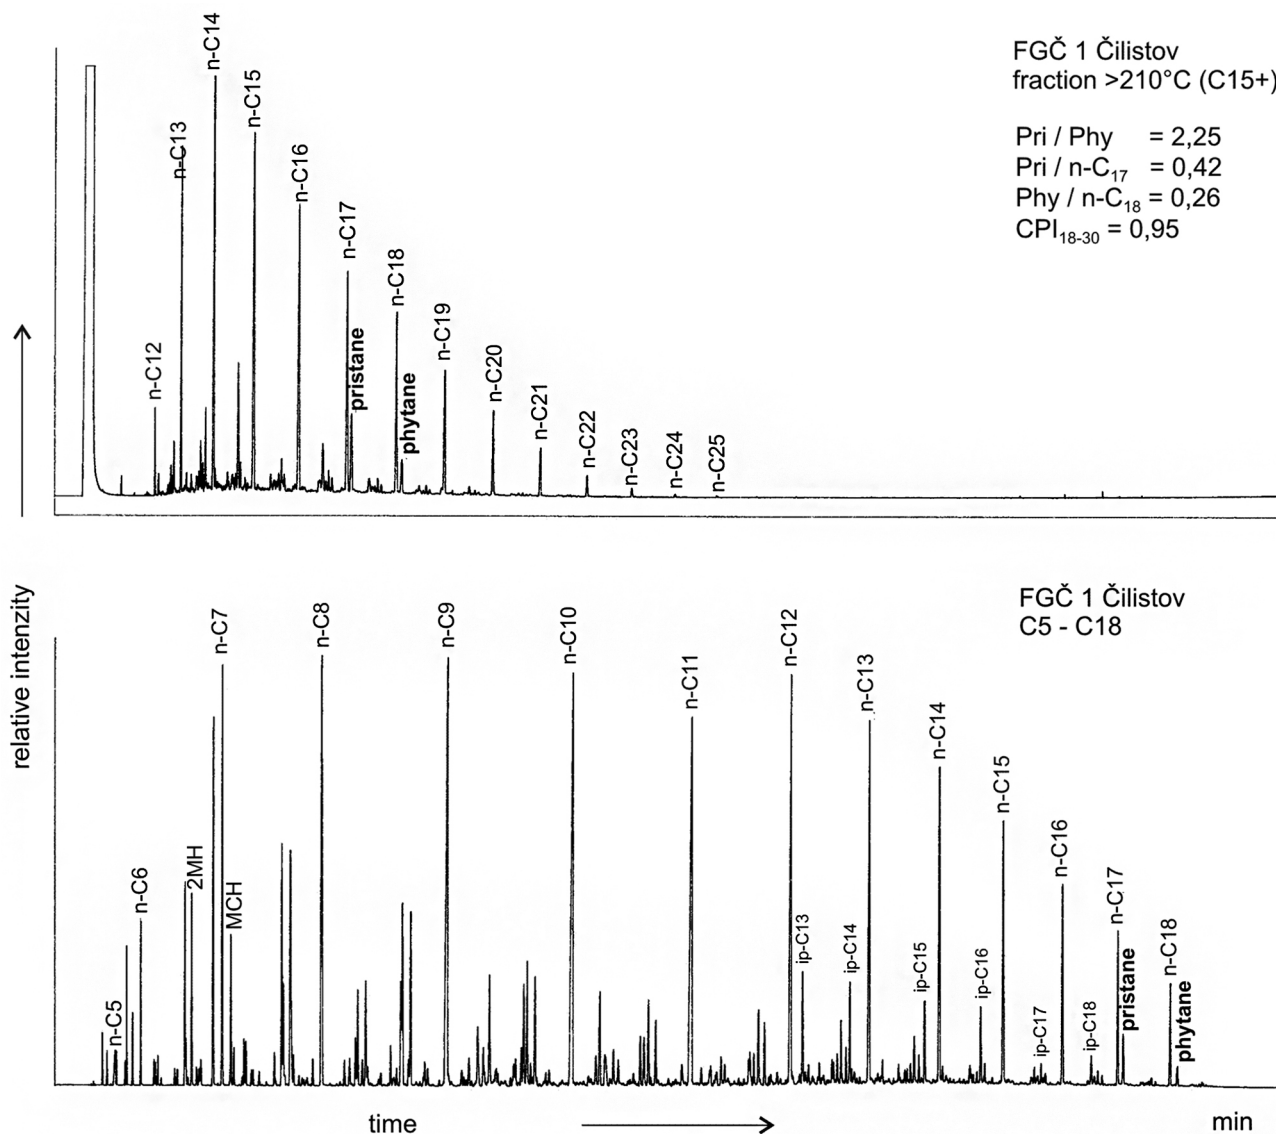 FGČ 1 Čilistov
fraction >210°C (C15+)
Pri / Phy = 2,25
Pri / n-C₁₇ = 0,42
Phy / n-C₁₈ = 0,26
CPI₁₈₋₃₀ = 0,95
n-C12
n-C13
n-C14
n-C15
n-C16
n-C17
pristane
n-C18
phytane
n-C19
n-C20
n-C21
n-C22
n-C23
n-C24
n-C25
relative intenzity
FGČ 1 Čilistov
C5 - C18
n-C5
n-C6
2MH
n-C7
MCH
n-C8
n-C9
n-C10
n-C11
n-C12
ip-C13
ip-C14
n-C13
ip-C15
n-C14
ip-C16
n-C15
ip-C17
n-C16
ip-C18
n-C17
pristane
n-C18
phytane
time
min